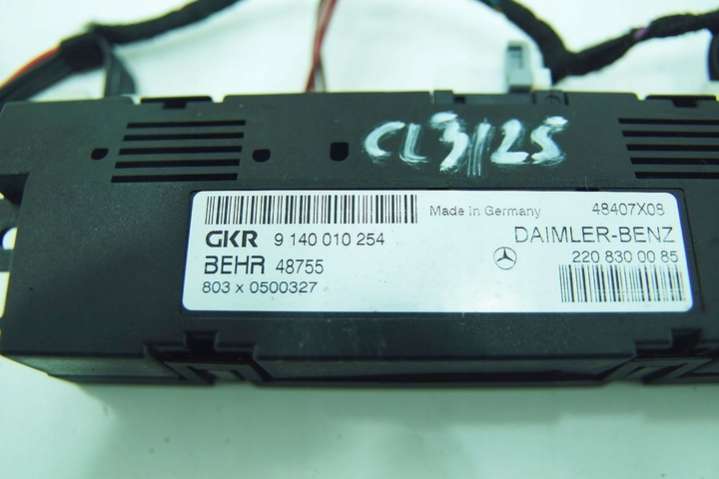 CL3125
Made in Germany 48407X08
GKR 9 140 010 254 DAIMLER-BENZ
BEHR 48755 220 830 00 85
803 x 0500327